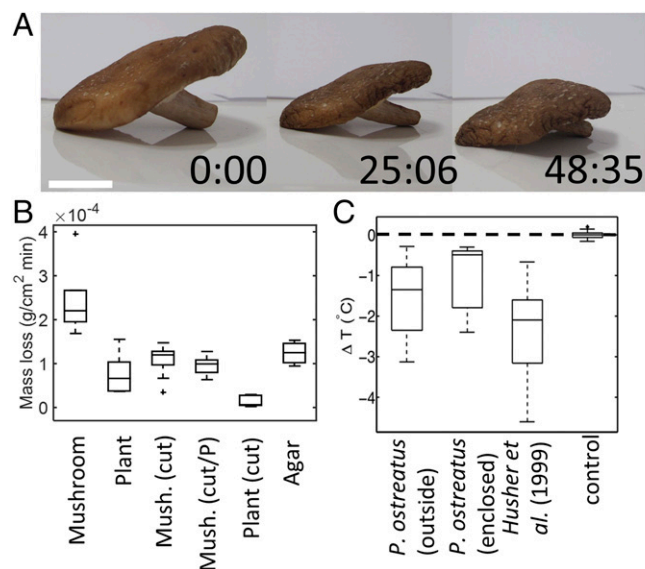 A
0:00
25:06
48:35
B
×10⁻⁴
Mass loss (g/cm² min)
4
3
2
1
0
Mushroom
Plant
Mush. (cut)
Mush. (cut/P)
Plant (cut)
Agar
C
Δ T (°C)
0
−1
−2
−3
−4
P. ostreatus
(outside)
P. ostreatus
(enclosed)
Husher et
al. (1999)
control